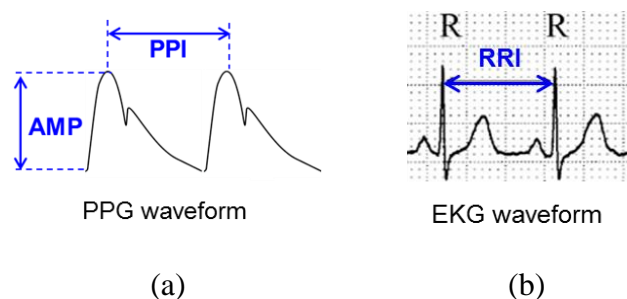 PPI
AMP
PPG waveform
(a)
R R
RRI
EKG waveform
(b)